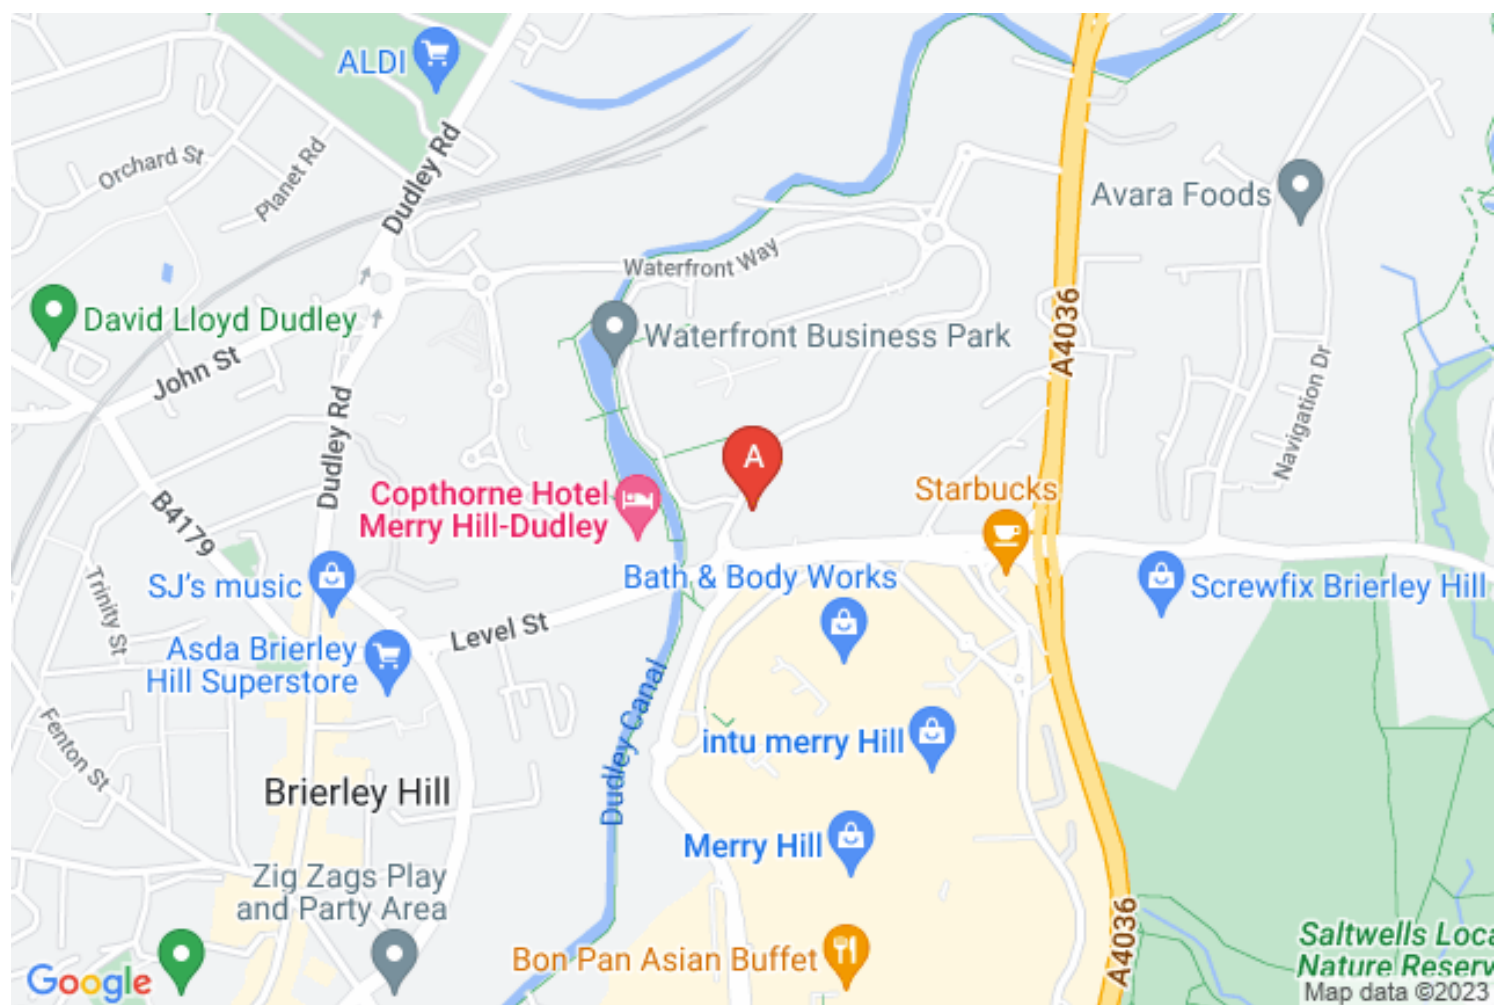 ALDI
Orchard St
Planet Rd
Dudley Rd
Avara Foods
Waterfront Way
David Lloyd Dudley
Waterfront Business Park
A4036
John St
Dudley Rd
Navigation Dr
A
Copthorne Hotel
Merry Hill-Dudley
Starbucks
B4179
SJ's music
Bath & Body Works
Screwfix Brierley Hill
Trinity St
Level St
Asda Brierley
Hill Superstore
Dudley Canal
Fenton St
intu merry Hill
Brierley Hill
Merry Hill
Zig Zags Play
and Party Area
A4036
Bon Pan Asian Buffet
Saltwells Loca
Nature Reserv
Google
Map data ©2023